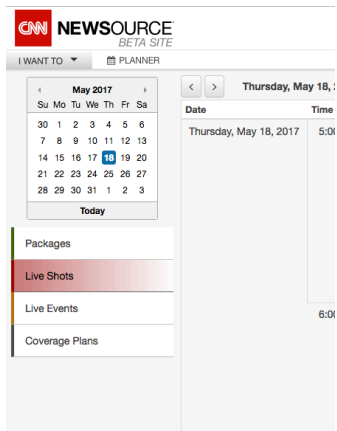 CNN NEWSOURCE
BETA SITE
I WANT TO PLANNER
May 2017
Su Mo Tu We Th Fr Sa
30 1 2 3 4 5 6
7 8 9 10 11 12 13
14 15 16 17 18 19 20
21 22 23 24 25 26 27
28 29 30 31 1 2 3
Today
Packages
Live Shots
Live Events
Coverage Plans
Thursday, May 18,
Date Time
Thursday, May 18, 2017 5:00
6:00